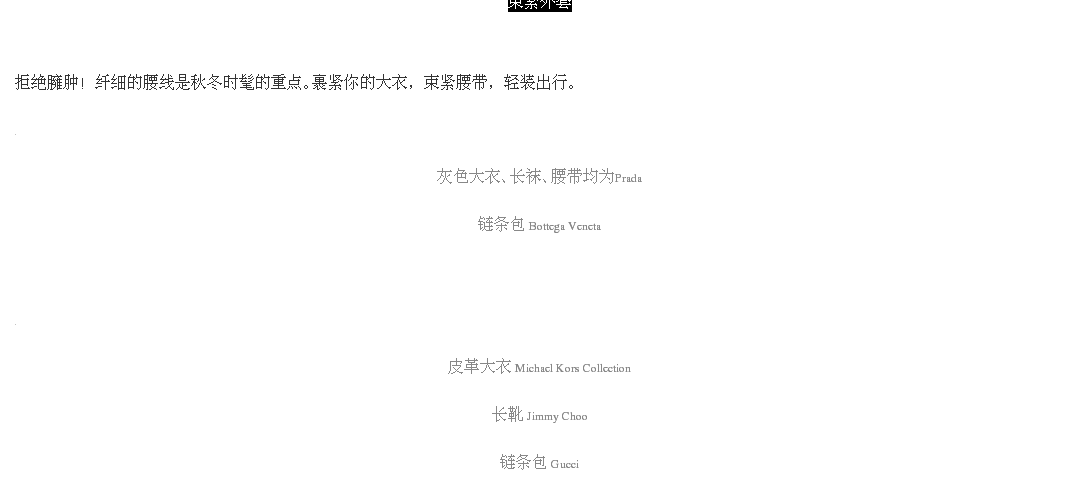 束紧外套
拒绝臃肿！纤细的腰线是秋冬时髦的重点。裹紧你的大衣，束紧腰带，轻装出行。
灰色大衣、长袜、腰带均为Prada
链条包 Bottega Veneta
皮革大衣 Michael Kors Collection
长靴 Jimmy Choo
链条包 Gucci